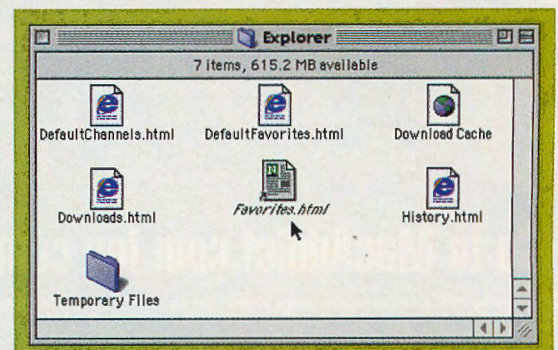 Explorer
7 items, 615.2 MB available
DefaultChannels.html
DefaultFavorites.html
Download Cache
Downloads.html
Favorites.html
History.html
Temporary Files